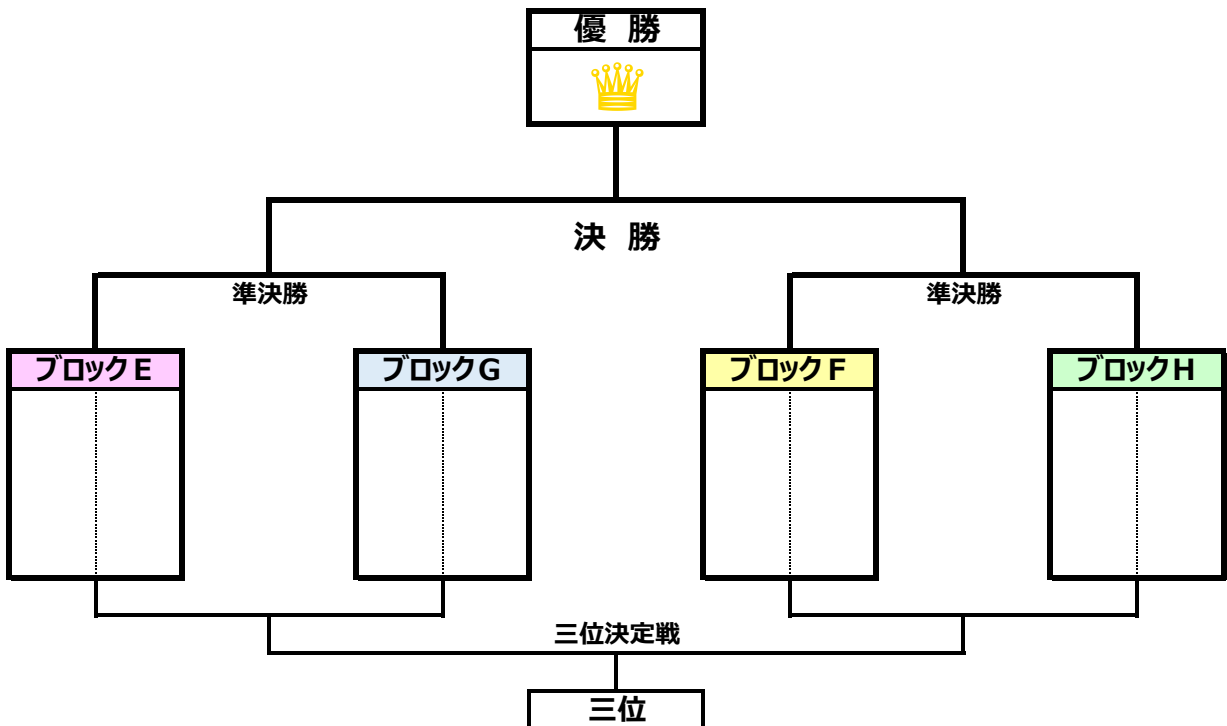 優 勝
決 勝
準決勝
準決勝
ブロックE
ブロックG
ブロックF
ブロックH
三位決定戦
三位